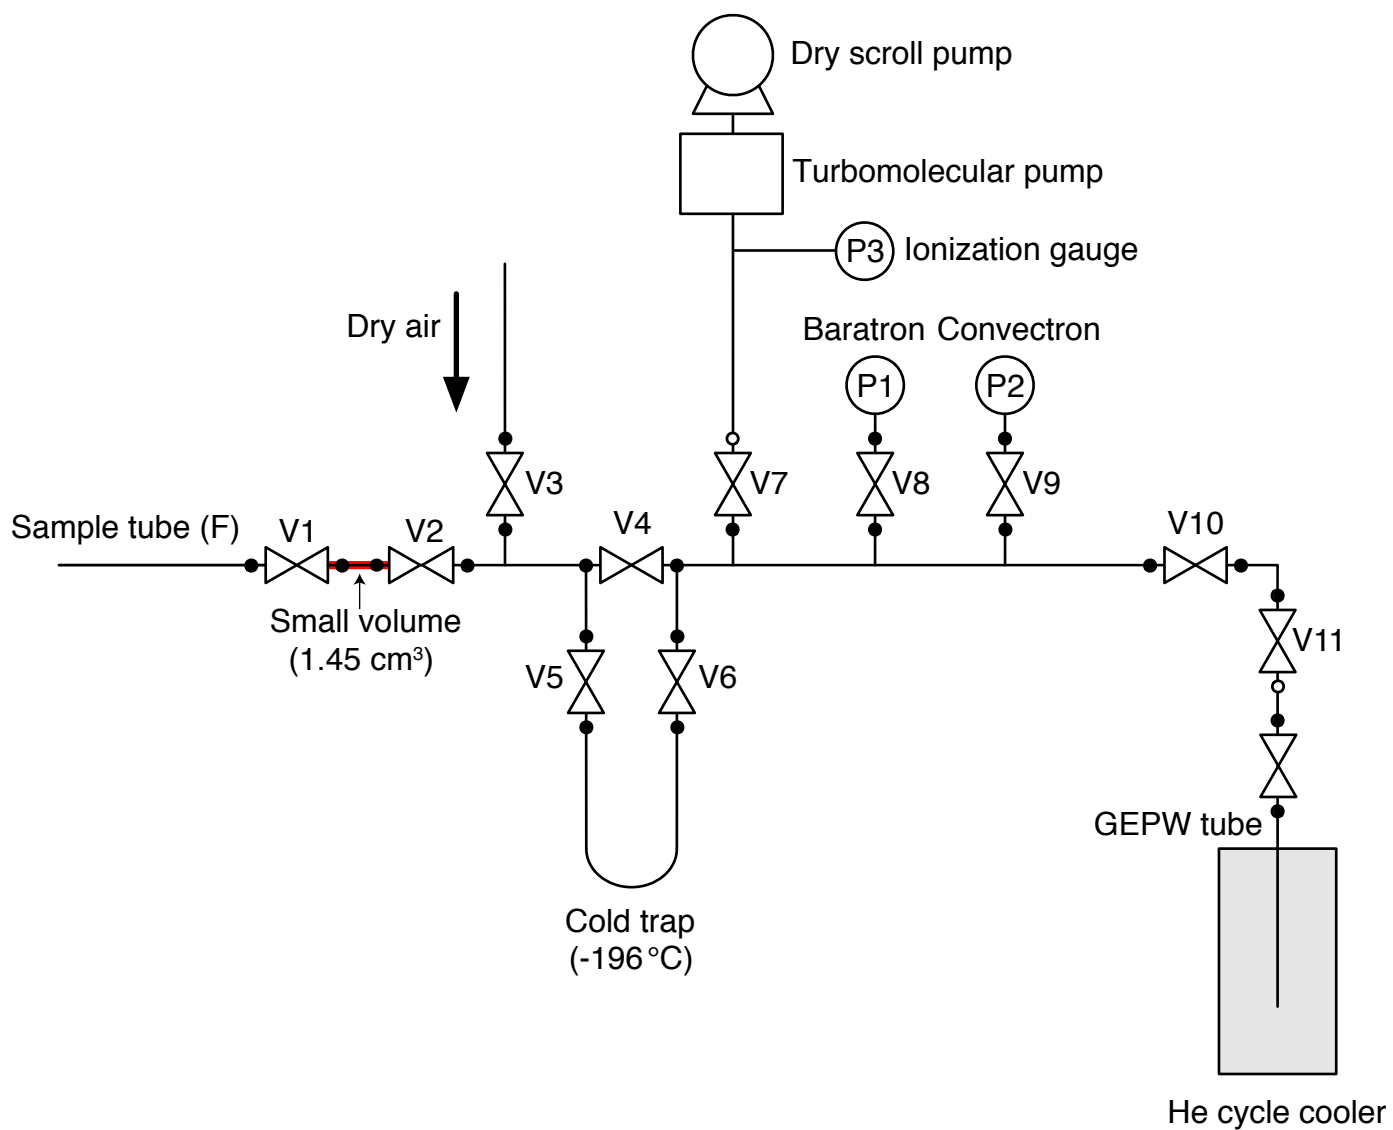 Dry scroll pump
Turbomolecular pump
P3 Ionization gauge
Dry air
Baratron Convectron
P1 P2
V3 V7 V8 V9
Sample tube (F) V1 V2 V4 V10
Small volume
(1.45 cm³)
V11
V5 V6
GEPW tube
Cold trap
(-196 °C)
He cycle cooler